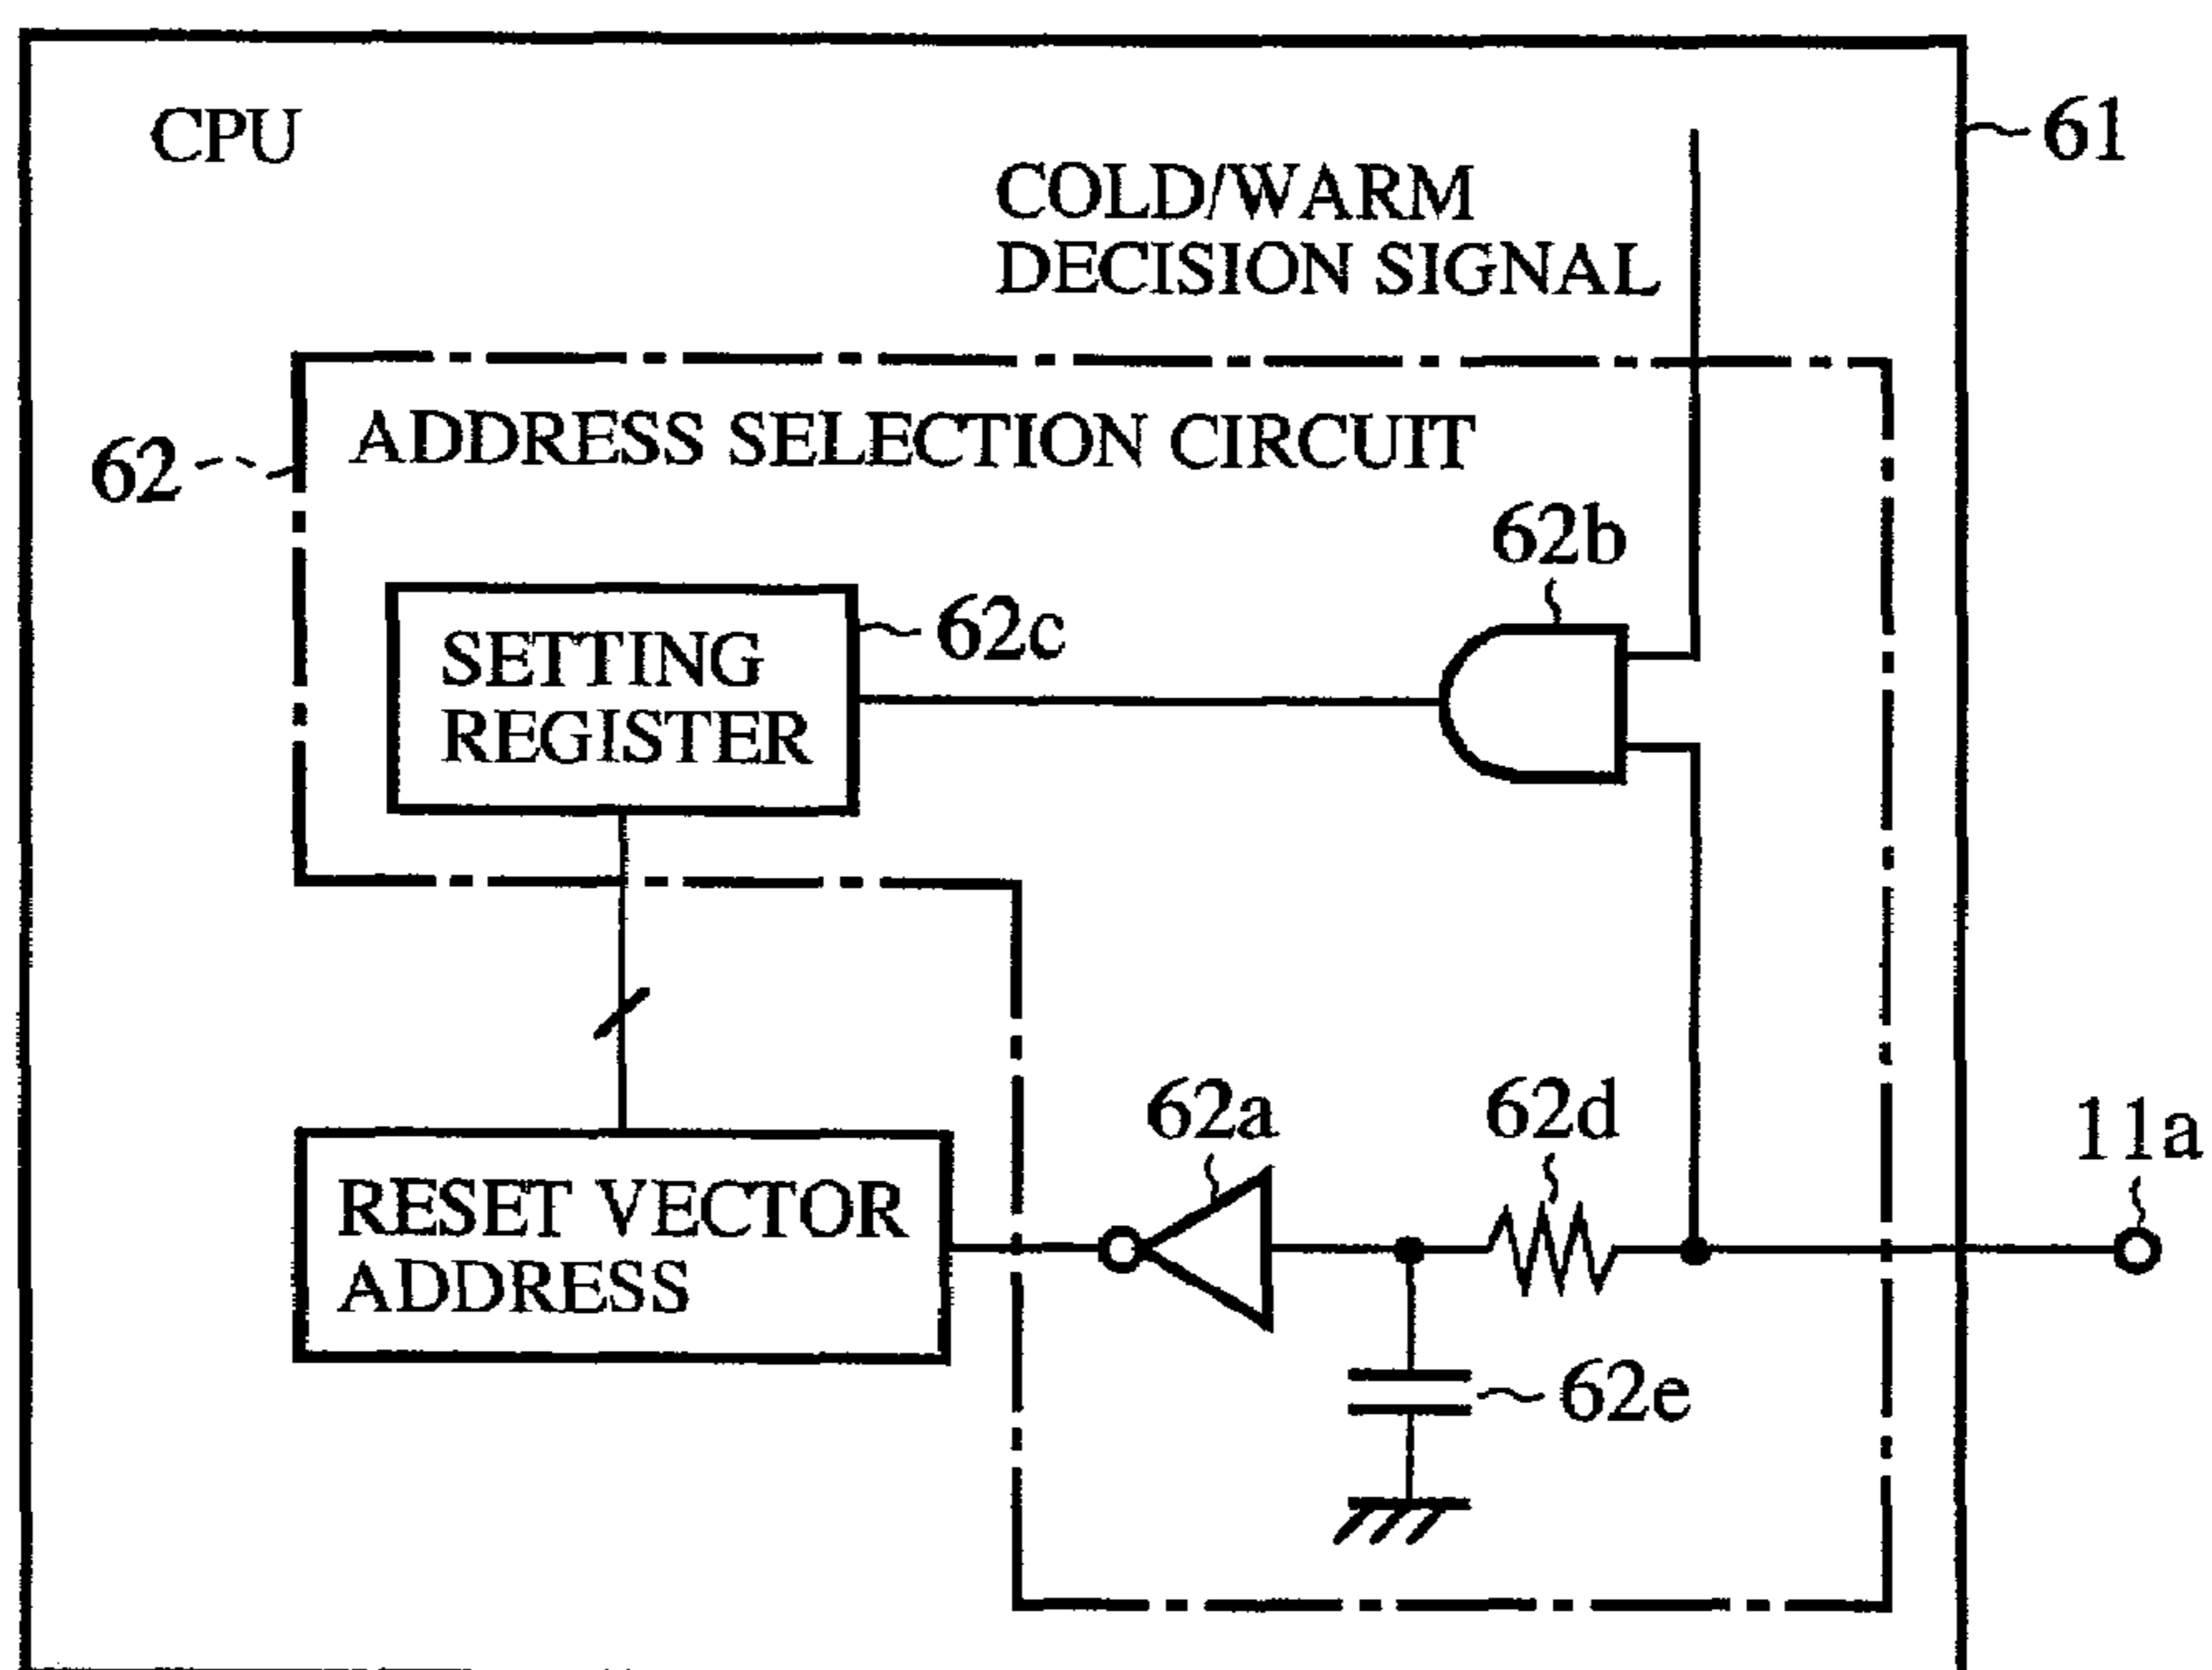 CPU
61
COLD/WARM
DECISION SIGNAL
62
ADDRESS SELECTION CIRCUIT
62b
SETTING
REGISTER
62c
62a
62d
11a
RESET VECTOR
ADDRESS
62e